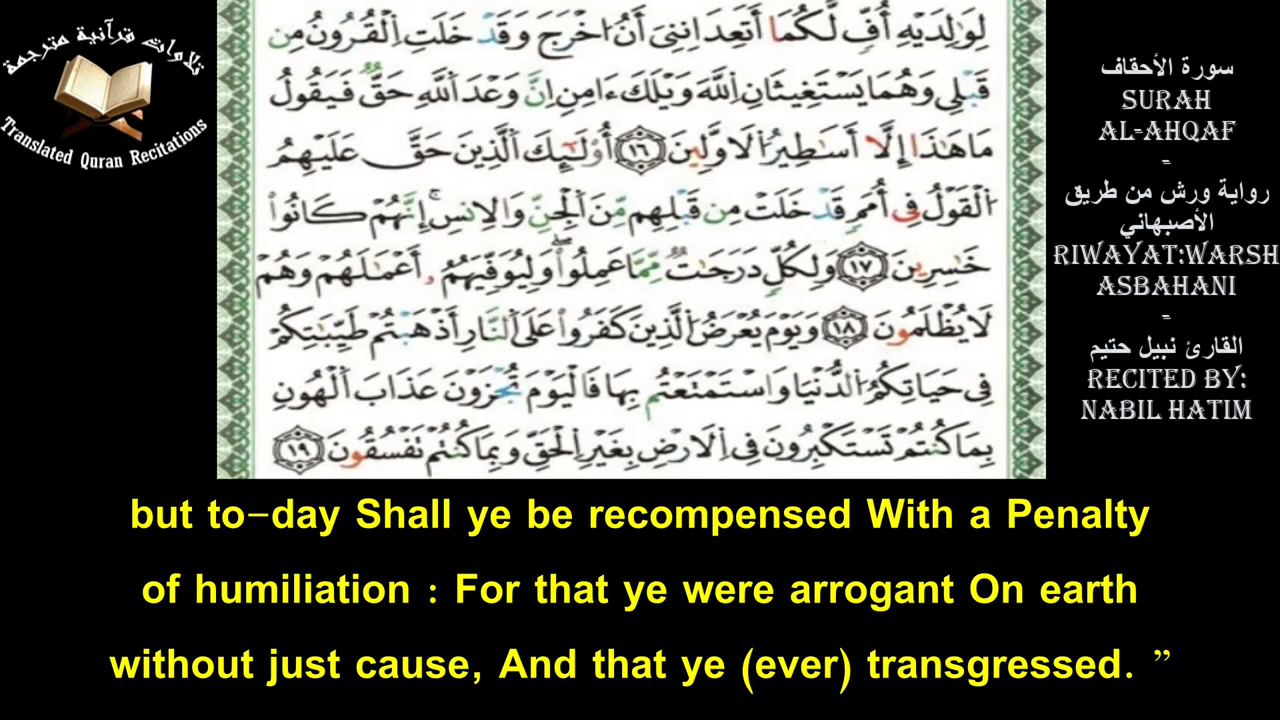 تلاوات قرآنية مترجمة
Translated Quran Recitations
لِوَٰلِدَيْهِ أُفِّ لَّكُمَا أَتَعِدَانِنِي أَنْ اخْرَجَ وَقَدْ خَلَتِ اِلْقُرُونُ مِن
قَبْلِي وَهُمَا يَسْتَغِيثَانِ اِللَّهَ وَيْلَكَ ءَامِنِ اِنَّ وَعْدَ اَللَّهِ حَقٌّ فَيَقُولُ
مَا هَٰذَا إِلَّا أَسَٰطِيرُ اُلَاوَّلِينَ ١٦ أُوْلَٰٓئِكَ اَلَّذِينَ حَقَّ عَلَيْهِمُ
اُلْقَوْلُ فِي أُمَمٍ قَدْ خَلَتْ مِن قَبْلِهِم مِّنَ اَلْجِنِّ وَالِانسِ إِنَّهُمْ كَانُواْ
خَٰسِرِينَ ١٧ وَلِكُلٍّ دَرَجَٰتٌ مِّمَّا عَمِلُواْ وَلِنُوَفِّيَهُمُ أَعْمَٰلَهُمْ وَهُمْ
لَا يُظْلَمُونَ ١٨ وَيَوْمَ يُعْرَضُ اُلَّذِينَ كَفَرُواْ عَلَى اَلنَّارِ أَذْهَبْتُمْ طَيِّبَٰتِكُمْ
فِي حَيَاتِكُمُ اُلدُّنْيَا وَاسْتَمْتَعْتُم بِهَا فَالْيَوْمَ تُجْزَوْنَ عَذَابَ اَلْهُونِ
بِمَا كُنتُمْ تَسْتَكْبِرُونَ فِي اِلَارْضِ بِغَيْرِ اِلْحَقِّ وَبِمَا كُنتُمْ تَفْسُقُونَ ١٩
سورة الأحقاف
SURAH
AL-AHQAF
-
رواية ورش من طريق
الأصبهاني
RIWAYAT:WARSH
ASBAHANI
-
القارئ نبيل حتيم
RECITED BY:
NABIL HATIM
but to-day Shall ye be recompensed With a Penalty
of humiliation : For that ye were arrogant On earth
without just cause, And that ye (ever) transgressed. ”